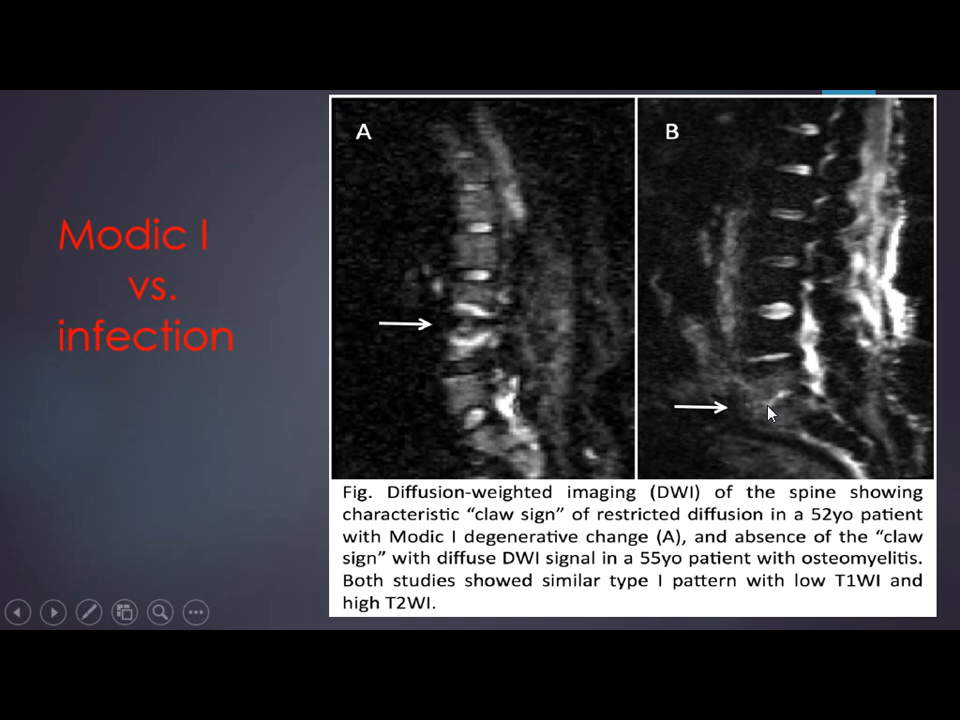 Modic I
vs.
infection
A
B
Fig. Diffusion-weighted imaging (DWI) of the spine showing
characteristic “claw sign” of restricted diffusion in a 52yo patient
with Modic I degenerative change (A), and absence of the “claw
sign” with diffuse DWI signal in a 55yo patient with osteomyelitis.
Both studies showed similar type I pattern with low T1WI and
high T2WI.